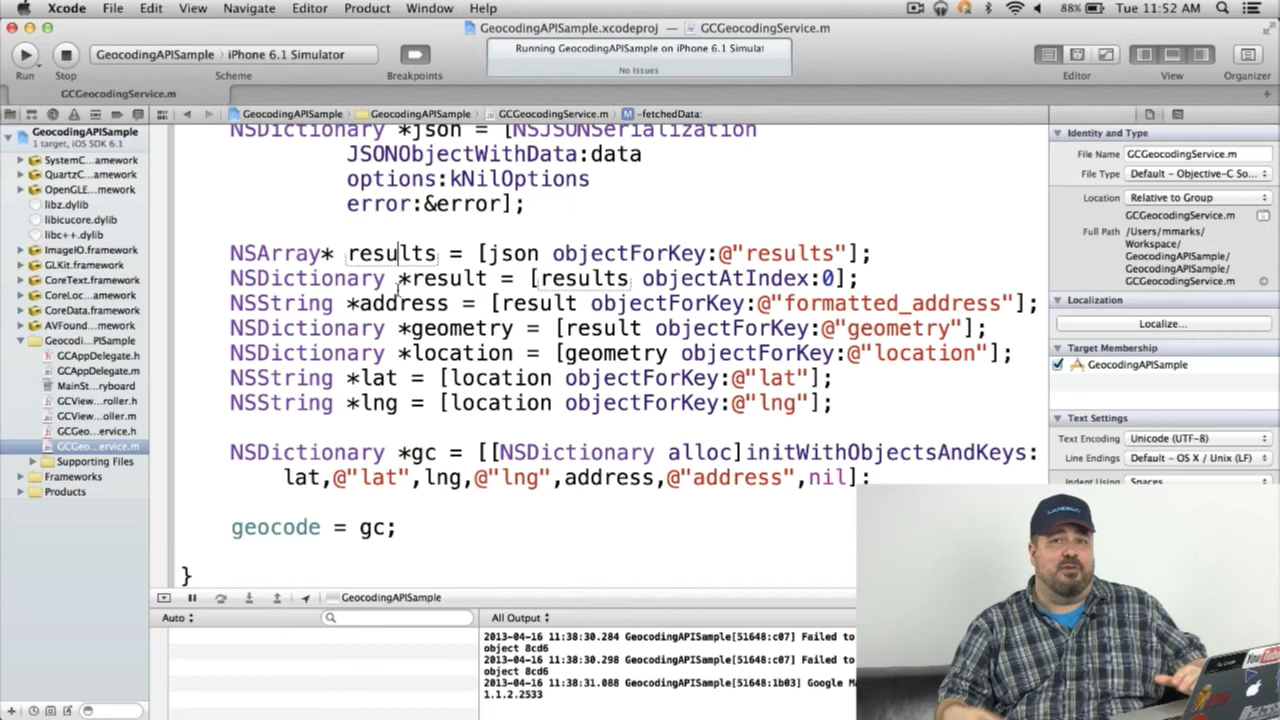 Xcode File Edit View Navigate Editor Product Window Help 88% Tue 11:52 AM
GeocodingAPISample.xcodeproj › GCGeocodingService.m
Run Stop
GeocodingAPISample › iPhone 6.1 Simulator
Scheme
Breakpoints
Running GeocodingAPISample on iPhone 6.1 Simulat
No Issues
Editor View Organizer
GCGeocodingService.m
GeocodingAPISample › GeocodingAPISample › GCGeocodingService.m › -fetchedData:
GeocodingAPISample
1 target, iOS SDK 6.1
SystemC...amework
QuartzC...amework
OpenGLE...mework
libz.dylib
libicucore.dylib
libc++.dylib
ImageIO.framework
GLKit.framework
CoreText.framework
CoreLoc...mework
CoreData.framework
AVFoun...mework
Geocodi...PISample
GCAppDelegate.h
GCAppDelegate.m
MainSt...ryboard
GCView...roller.h
GCView...oller.m
GCGeo...ervice.h
GCGeo...ervice.m
Supporting Files
Frameworks
Products
NSDictionary *json = [NSJSONSerialization
JSONObjectWithData:data
options:kNilOptions
error:&error];
NSArray* results = [json objectForKey:@"results"];
NSDictionary *result = [results objectAtIndex:0];
NSString *address = [result objectForKey:@"formatted_address"];
NSDictionary *geometry = [result objectForKey:@"geometry"];
NSDictionary *location = [geometry objectForKey:@"location"];
NSString *lat = [location objectForKey:@"lat"];
NSString *lng = [location objectForKey:@"lng"];
NSDictionary *gc = [[NSDictionary alloc]initWithObjectsAndKeys:
lat,@"lat",lng,@"lng",address,@"address",nil];
geocode = gc;
}
Identity and Type
File Name GCGeocodingService.m
File Type Default - Objective-C So...
Location Relative to Group
GCGeocodingService.m
Full Path /Users/mmarks/
Workspace/
GeocodingAPISample/
GeocodingAPISample/
GCGeocodingService.m
Localization
Localize...
Target Membership
GeocodingAPISample
Text Settings
Text Encoding Unicode (UTF-8)
Line Endings Default - OS X / Unix (LF)
Indent Using Spaces
GeocodingAPISample
Auto
All Output
2013-04-16 11:38:30.284 GeocodingAPISample[51648:c07] Failed to
object 8cd6
2013-04-16 11:38:30.298 GeocodingAPISample[51648:c07] Failed to
object 8cd6
2013-04-16 11:38:31.088 GeocodingAPISample[51648:1b03] Google Ma
1.1.2.2533
YouTube